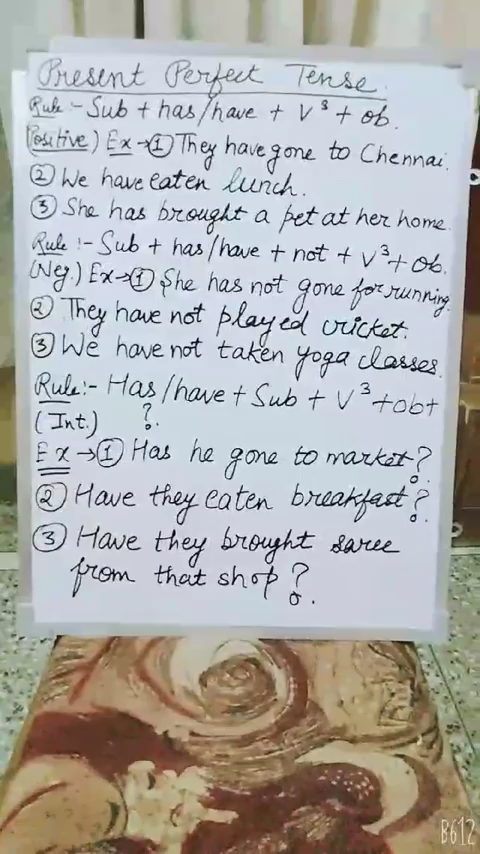 Present Perfect Tense.
Rule:- Sub + has/have + V³ + ob.
(Positive) Ex → ① They have gone to Chennai.
② We have eaten lunch.
③ She has brought a pet at her home.
Rule :- Sub + has/have + not + V³ + Ob.
(Neg.) Ex → ① She has not gone for running.
② They have not played cricket.
③ We have not taken yoga classes.
Rule:- Has/have + Sub + V³ + ob +
(Int.) ?
Ex → ① Has he gone to market?
② Have they eaten breakfast?
③ Have they brought saree
from that shop?
B612